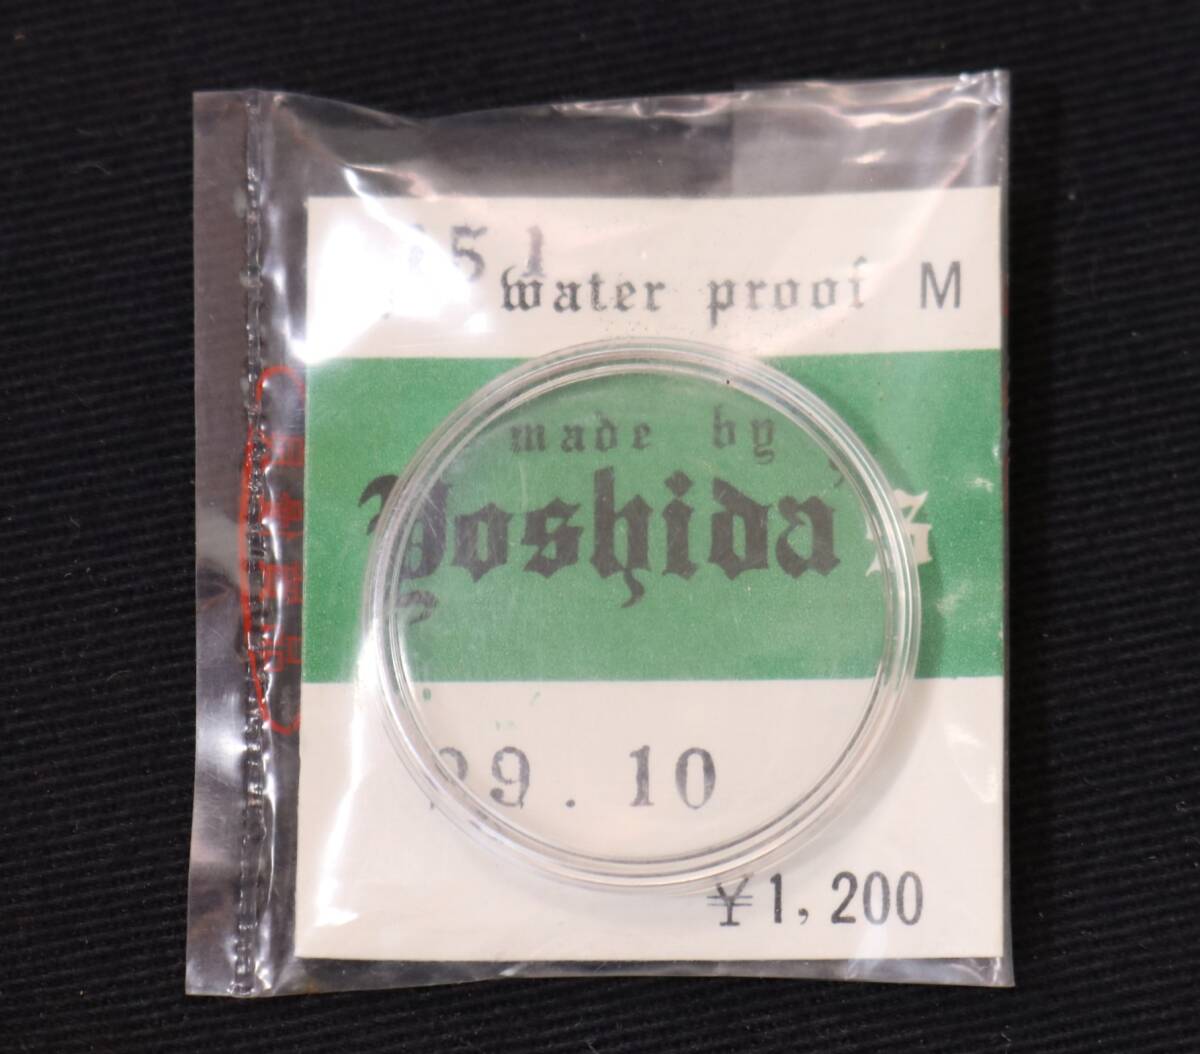 water proof M
made by
Yoshida's
29.10
¥1,200